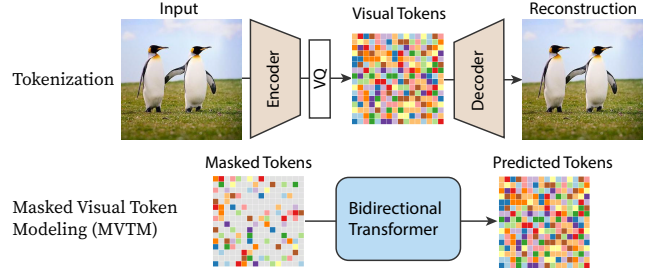 Input
Visual Tokens
Reconstruction
Tokenization
Encoder
VQ
Decoder
Masked Tokens
Predicted Tokens
Masked Visual Token
Modeling (MVTM)
Bidirectional
Transformer